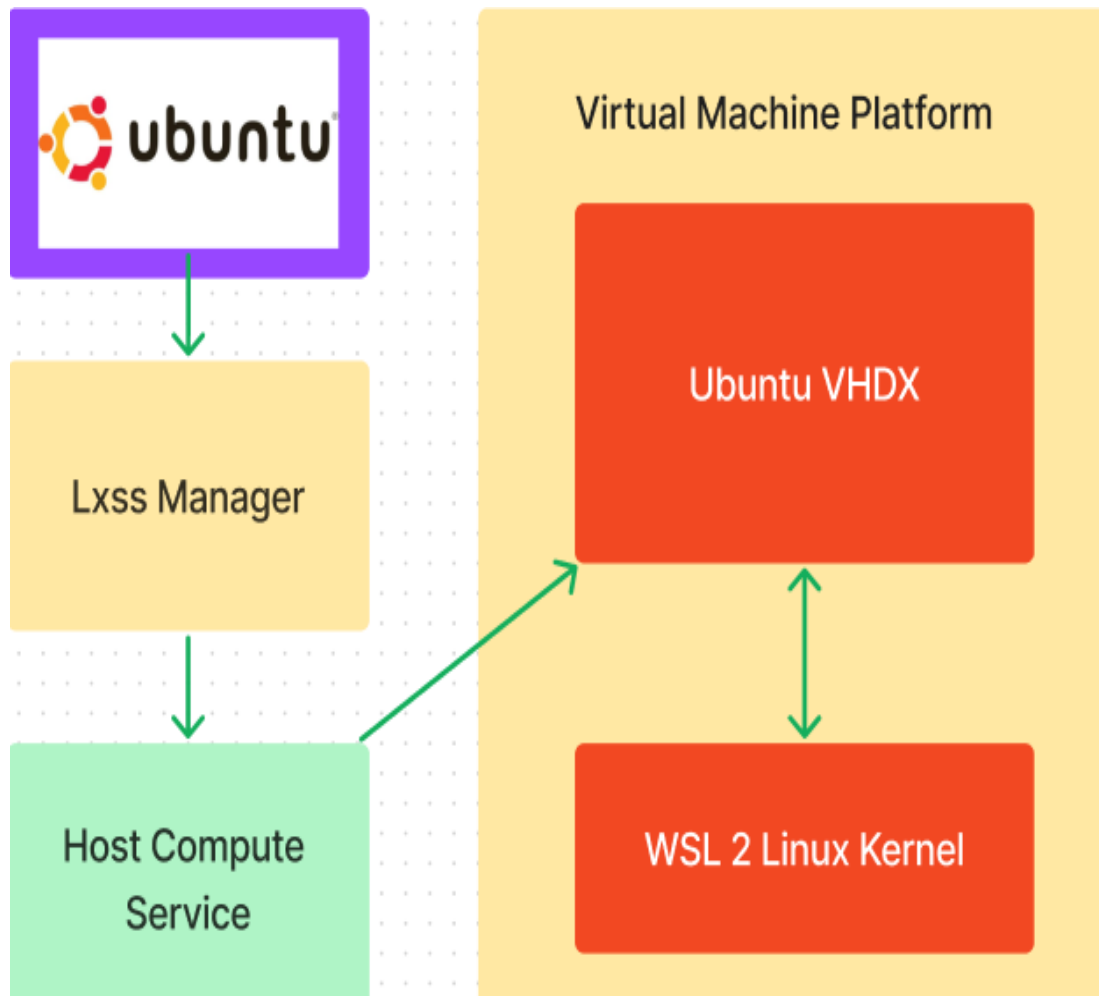 ubuntu
Lxss Manager
Host Compute
Service
Virtual Machine Platform
Ubuntu VHDX
WSL 2 Linux Kernel